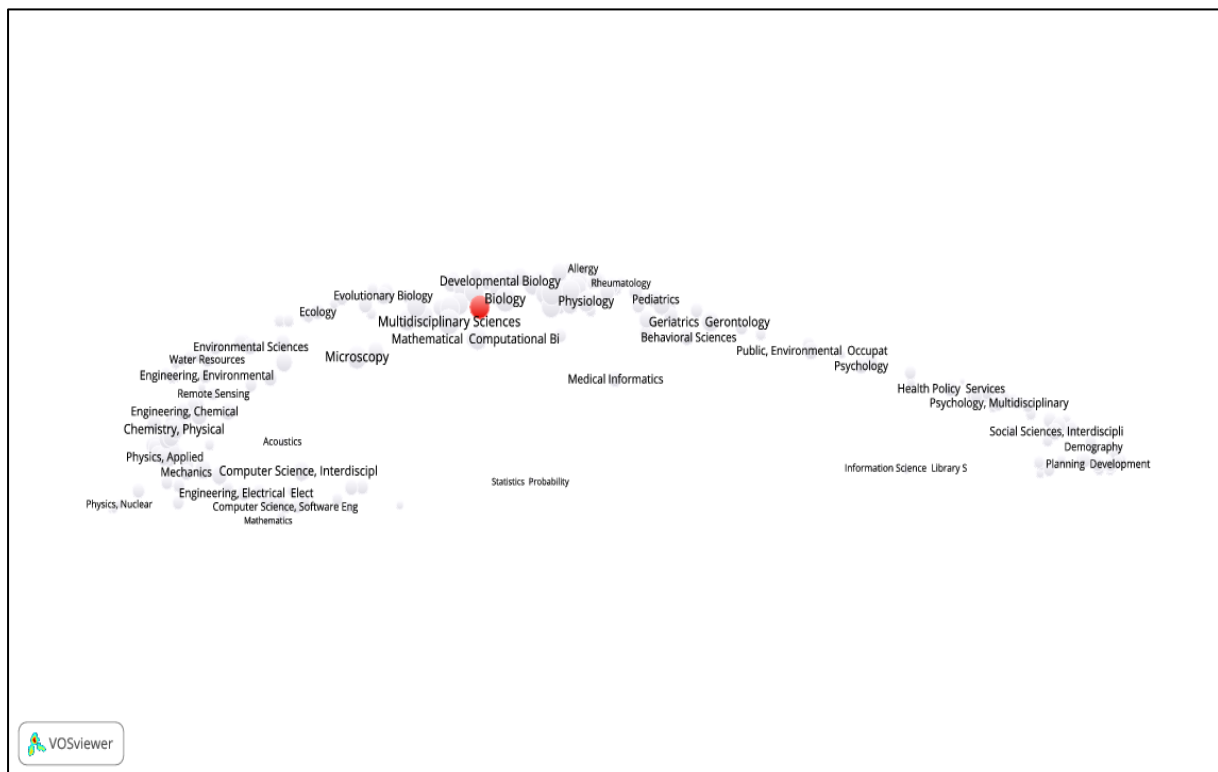 Allergy
Developmental Biology
Rheumatology
Evolutionary Biology
Biology
Physiology
Pediatrics
Ecology
Multidisciplinary Sciences
Geriatrics Gerontology
Mathematical Computational Bi
Behavioral Sciences
Environmental Sciences
Public, Environmental Occupat
Water Resources
Microscopy
Psychology
Engineering, Environmental
Medical Informatics
Remote Sensing
Health Policy Services
Psychology, Multidisciplinary
Engineering, Chemical
Chemistry, Physical
Social Sciences, Interdiscipli
Acoustics
Demography
Physics, Applied
Mechanics
Computer Science, Interdiscipl
Information Science Library S
Planning Development
Statistics Probability
Engineering, Electrical Elect
Physics, Nuclear
Computer Science, Software Eng
Mathematics
VOSviewer